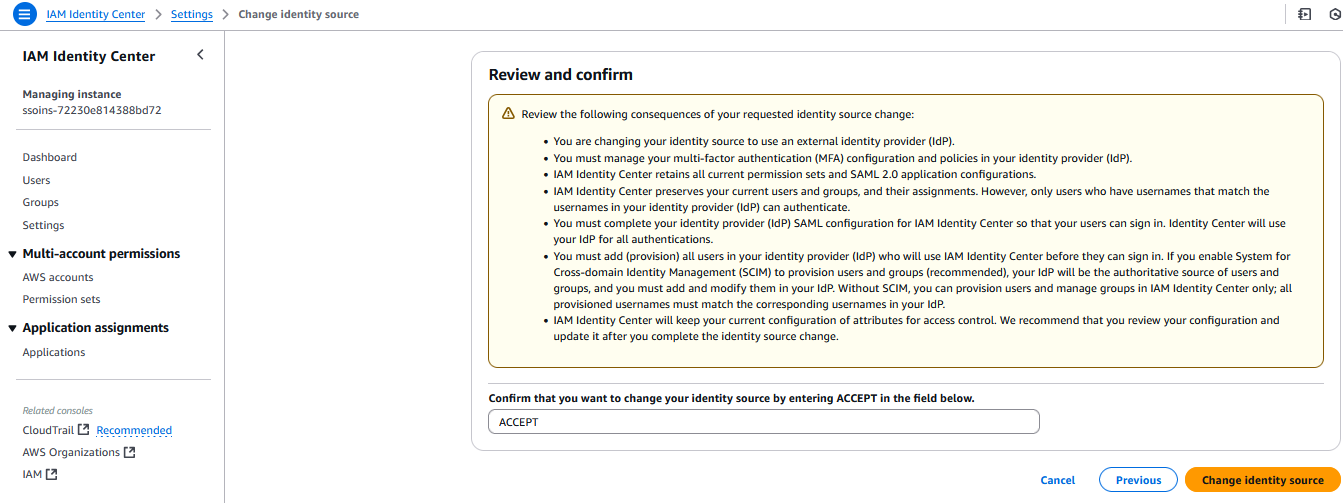 IAM Identity Center > Settings > Change identity source
IAM Identity Center
Managing instance
ssoins-72230e814388bd72
Dashboard
Users
Groups
Settings
Multi-account permissions
AWS accounts
Permission sets
Application assignments
Applications
Related consoles
CloudTrail Recommended
AWS Organizations
IAM
Review and confirm
Review the following consequences of your requested identity source change:
• You are changing your identity source to use an external identity provider (IdP).
• You must manage your multi-factor authentication (MFA) configuration and policies in your identity provider (IdP).
• IAM Identity Center retains all current permission sets and SAML 2.0 application configurations.
• IAM Identity Center preserves your current users and groups, and their assignments. However, only users who have usernames that match the
usernames in your identity provider (IdP) can authenticate.
• You must complete your identity provider (IdP) SAML configuration for IAM Identity Center so that your users can sign in. Identity Center will use
your IdP for all authentications.
• You must add (provision) all users in your identity provider (IdP) who will use IAM Identity Center before they can sign in. If you enable System for
Cross-domain Identity Management (SCIM) to provision users and groups (recommended), your IdP will be the authoritative source of users and
groups, and you must add and modify them in your IdP. Without SCIM, you can provision users and manage groups in IAM Identity Center only; all
provisioned usernames must match the corresponding usernames in your IdP.
• IAM Identity Center will keep your current configuration of attributes for access control. We recommend that you review your configuration and
update it after you complete the identity source change.
Confirm that you want to change your identity source by entering ACCEPT in the field below.
ACCEPT
Cancel Previous Change identity source